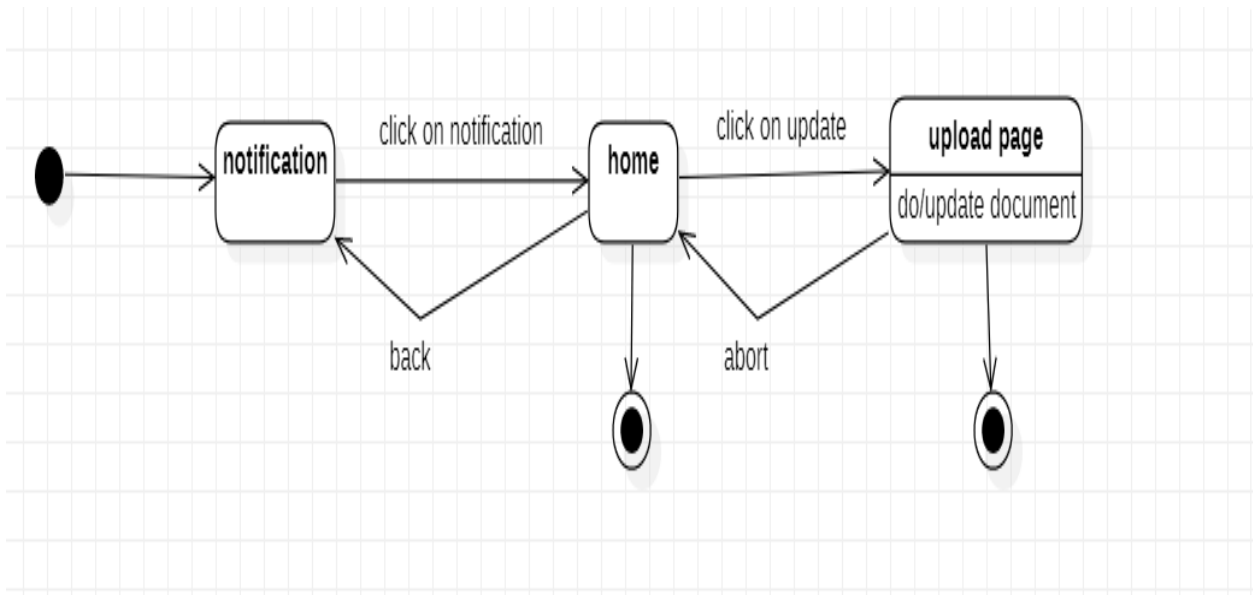 notification
click on notification
home
click on update
upload page
do/update document
back
abort